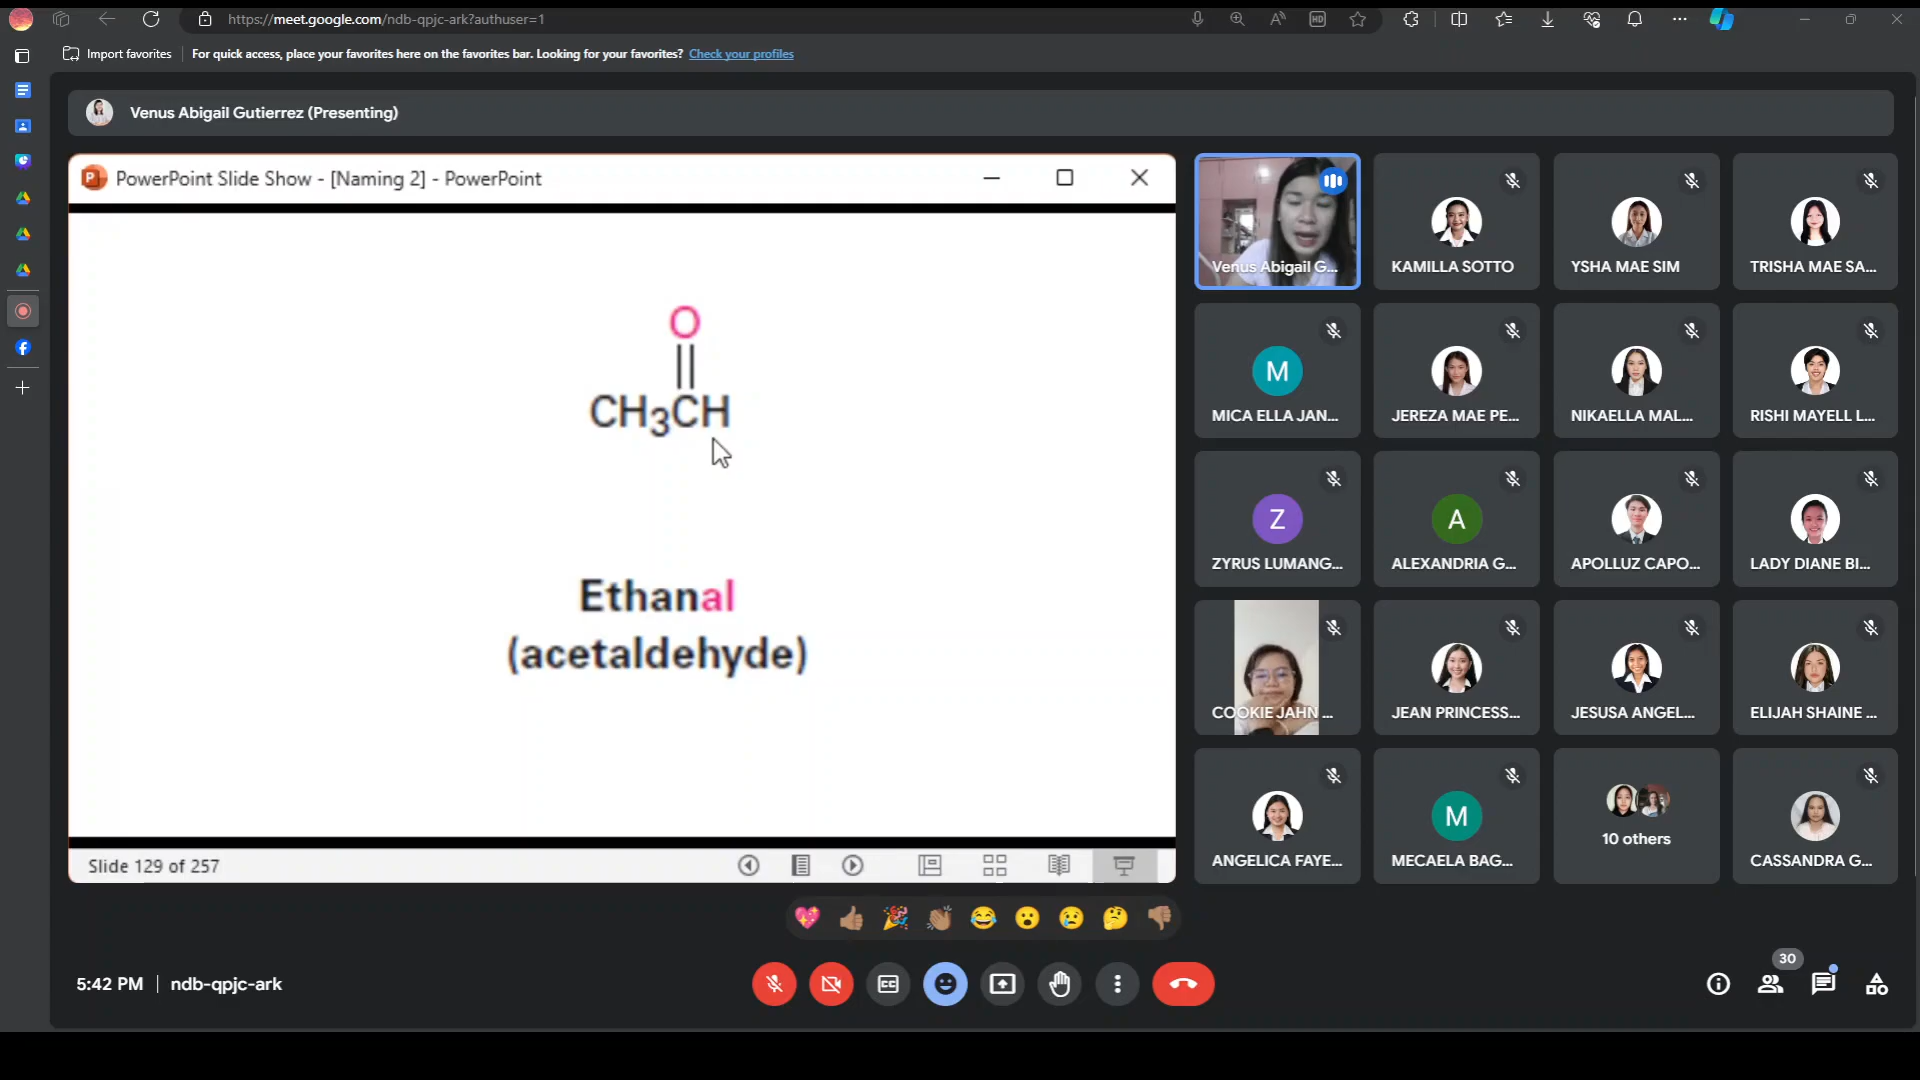 https://meet.google.com/ndb-qpjc-ark?authuser=1
Import favorites
For quick access, place your favorites here on the favorites bar. Looking for your favorites? Check your profiles
Venus Abigail Gutierrez (Presenting)
PowerPoint Slide Show - [Naming 2] - PowerPoint
O
CH3CH
Ethanal
(acetaldehyde)
Slide 129 of 257
Venus Abigail G...
KAMILLA SOTTO
YSHA MAE SIM
TRISHA MAE SA...
M
MICA ELLA JAN...
JEREZA MAE PE...
NIKAELLA MAL...
RISHI MAYELL L...
Z
ZYRUS LUMANG...
A
ALEXANDRIA G...
APOLLUZ CAPO...
LADY DIANE BI...
COOKIE JAHN ...
JEAN PRINCESS...
JESUSA ANGEL...
ELIJAH SHAINE ...
ANGELICA FAYE...
M
MECAELA BAG...
10 others
CASSANDRA G...
5:42 PM | ndb-qpjc-ark
CC
30